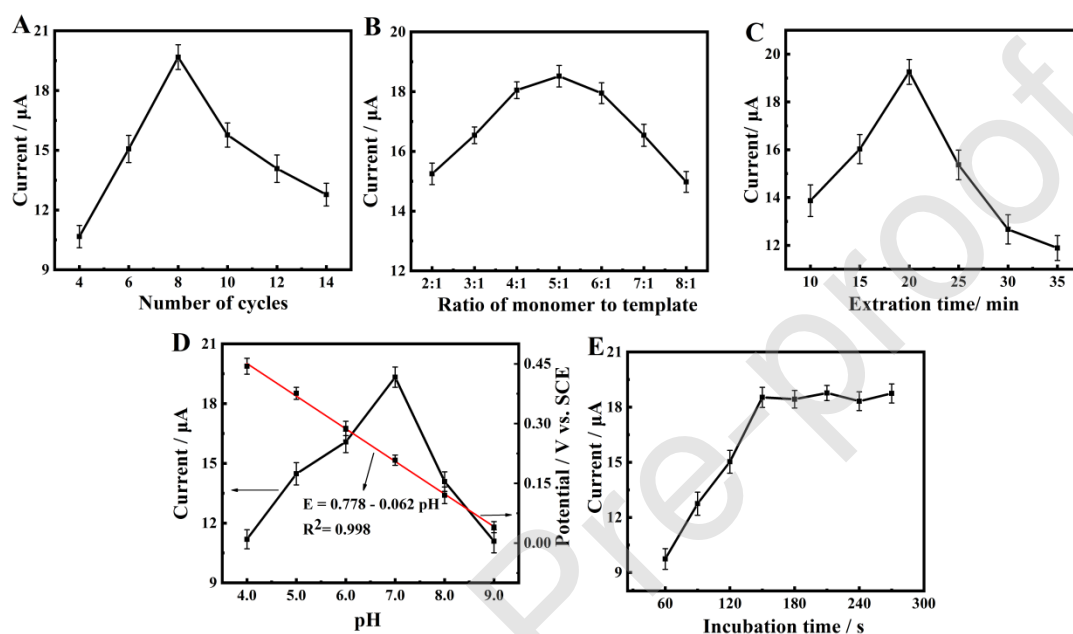 A
Current / μA
21
18
15
12
9
4 6 8 10 12 14
Number of cycles
B
Current / μA
20
18
16
14
12
2:1 3:1 4:1 5:1 6:1 7:1 8:1
Ratio of monomer to template
C
Current/ μA
20
18
16
14
12
10 15 20 25 30 35
Extration time/ min
D
Current / μA
21
18
15
12
9
4.0 5.0 6.0 7.0 8.0 9.0
pH
0.45
0.30
0.15
0.00
Potential / V vs. SCE
E = 0.778 - 0.062 pH
R²= 0.998
E
Current / μA
21
18
15
12
9
60 120 180 240 300
Incubation time / s
Pre-proof